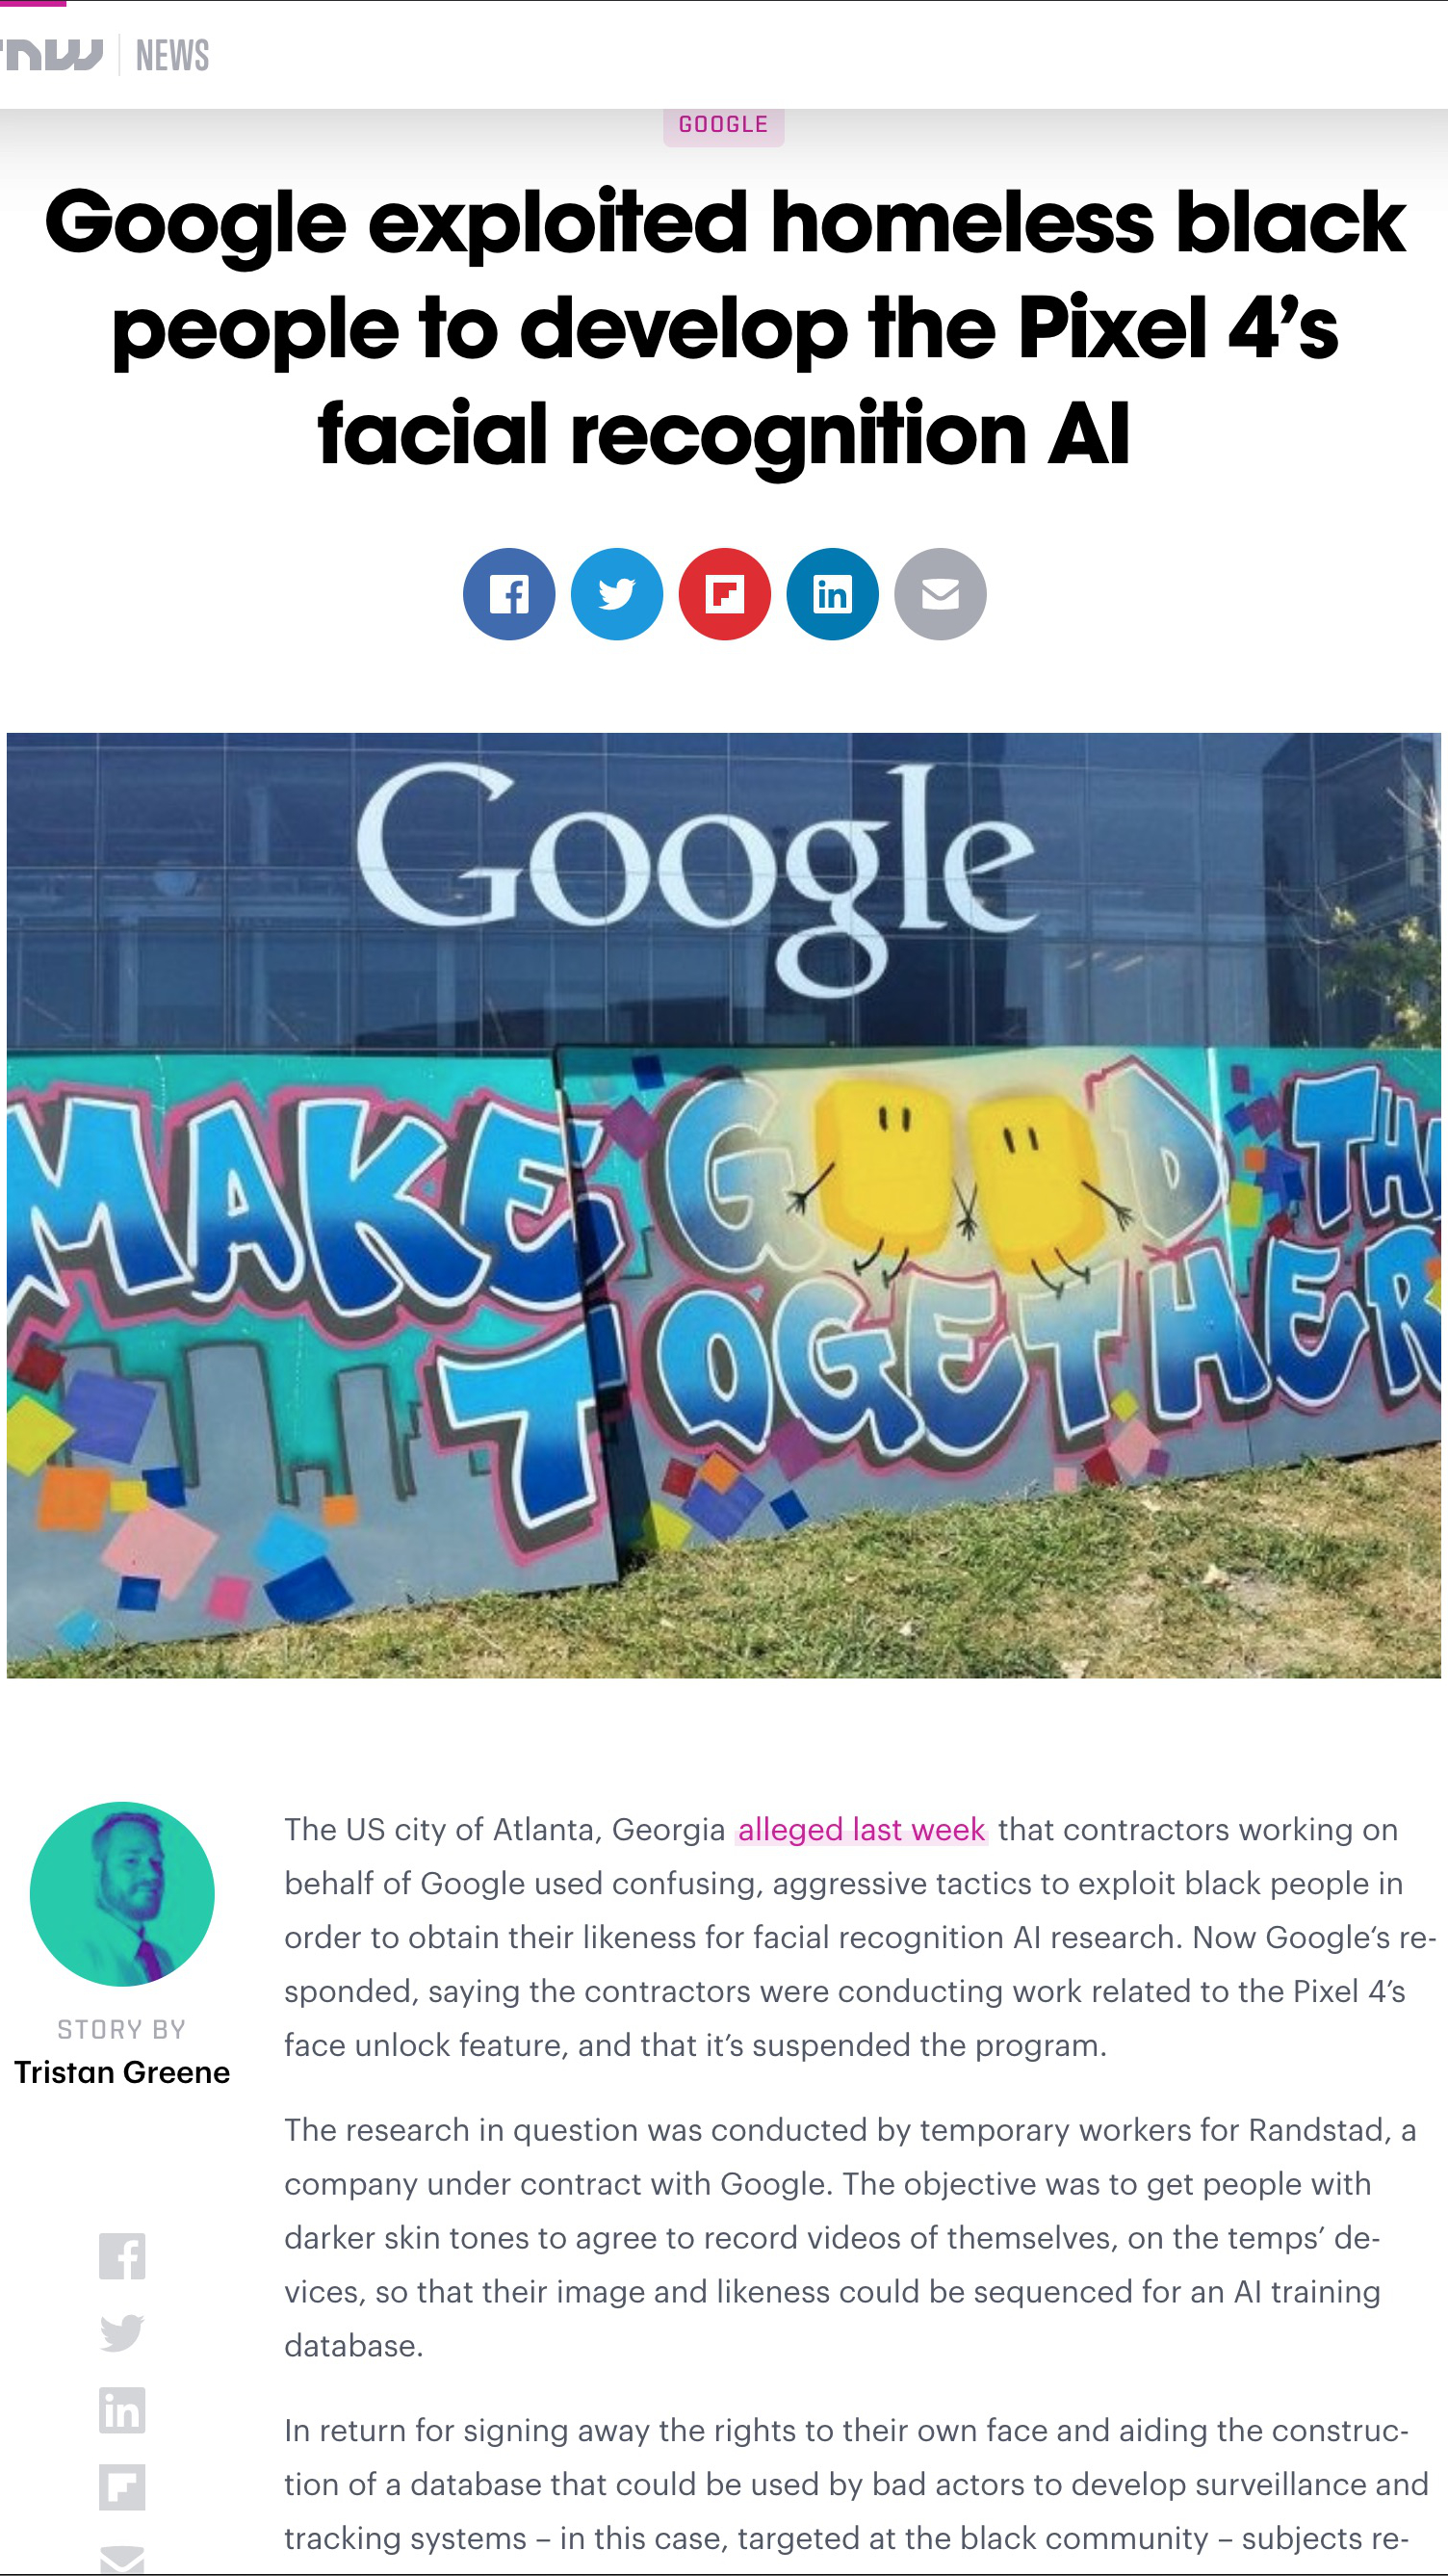 TNW NEWS
GOOGLE
Google exploited homeless black
people to develop the Pixel 4’s
facial recognition AI
Google
MAKE GOOD TH
TOGETHER
The US city of Atlanta, Georgia alleged last week that contractors working on
behalf of Google used confusing, aggressive tactics to exploit black people in
order to obtain their likeness for facial recognition AI research. Now Google‘s re-
sponded, saying the contractors were conducting work related to the Pixel 4’s
face unlock feature, and that it’s suspended the program.
STORY BY
Tristan Greene
The research in question was conducted by temporary workers for Randstad, a
company under contract with Google. The objective was to get people with
darker skin tones to agree to record videos of themselves, on the temps’ de-
vices, so that their image and likeness could be sequenced for an AI training
database.
In return for signing away the rights to their own face and aiding the construc-
tion of a database that could be used by bad actors to develop surveillance and
tracking systems – in this case, targeted at the black community – subjects re-